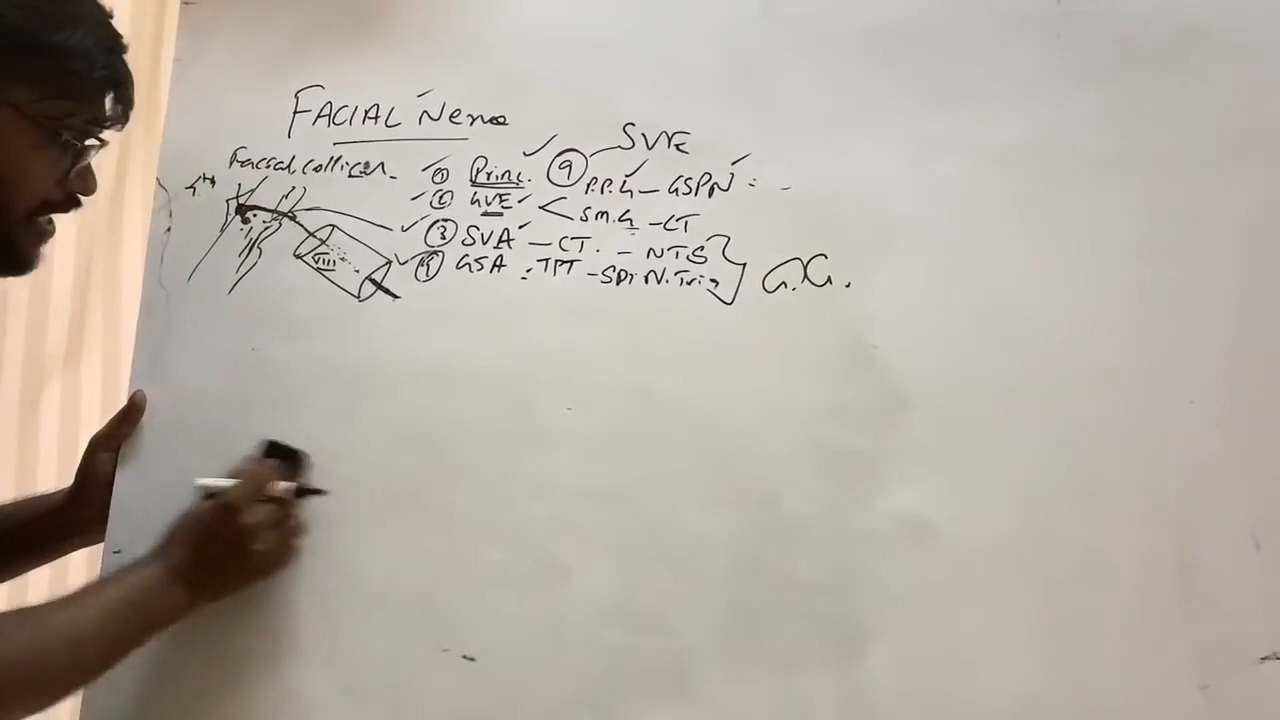 FACIAL Nerve
SVE
Facial collicu.
① Princ. ⑨
P.P.G - GSPN : -
4th
② GVE < S.M.G - CT
③ SVA - CT. - NTS
④ GSA : TPT - SPi N. Trig
G.G.